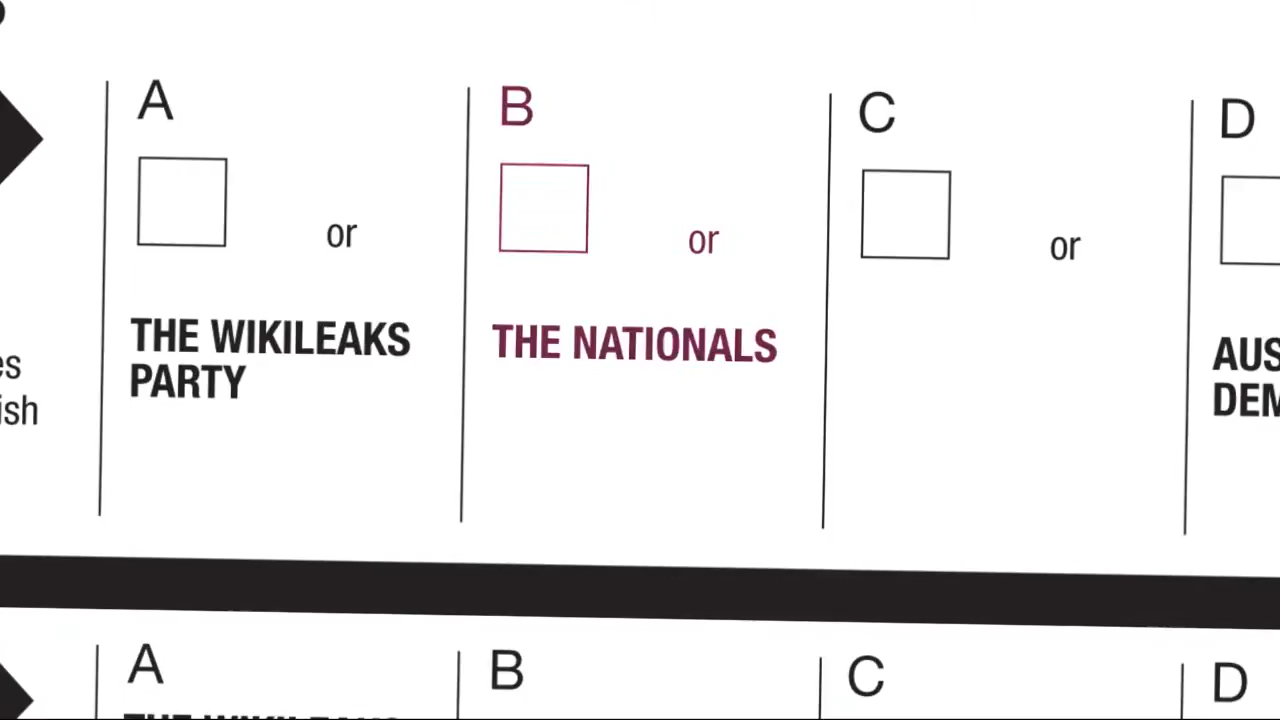 A
B
C
D
or
or
or
THE WIKILEAKS
PARTY
THE NATIONALS
A
B
C
D